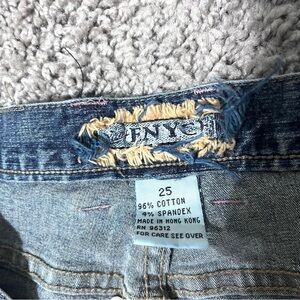 FNYC
25
96% COTTON
4% SPANDEX
MADE IN HONG KONG
RN 96312
FOR CARE SEE OVER